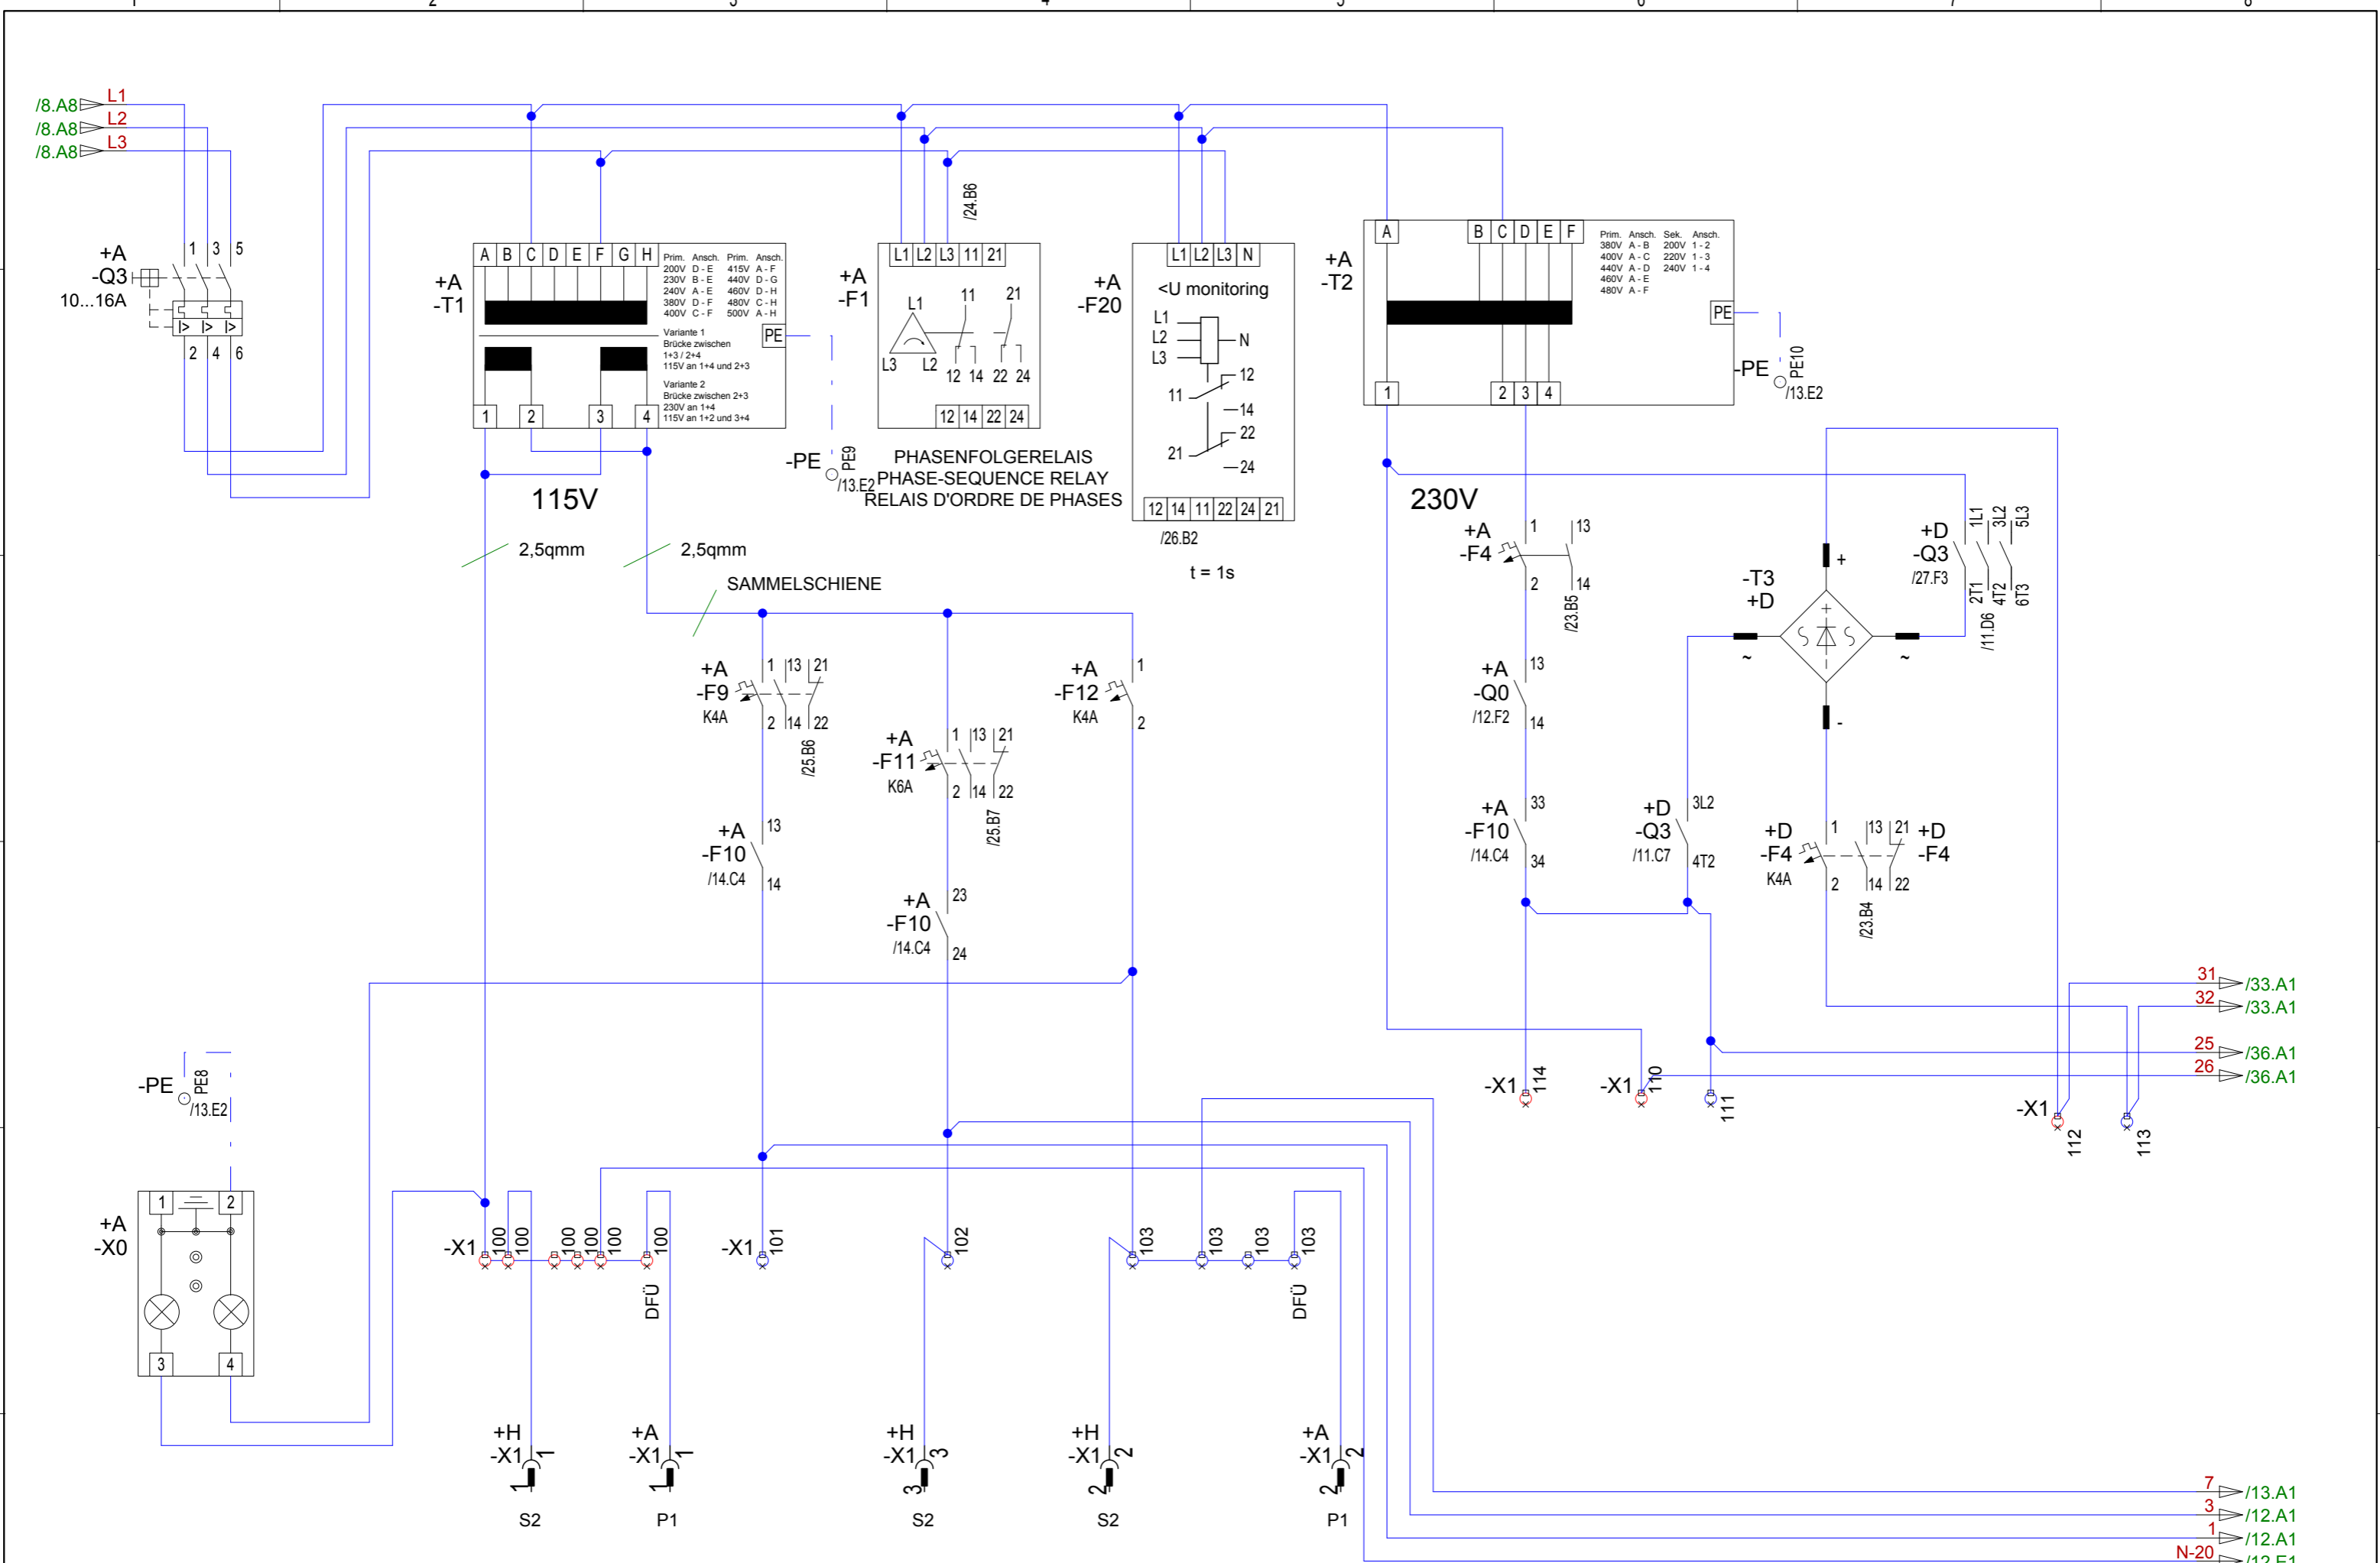 1 2 3 4 5 6 7 8
/8.A8 L1
/8.A8 L2
/8.A8 L3
+A
-Q3
10...16A
1 3 5
I> I> I>
2 4 6
+A
-T1
A B C D E F G H
Prim. Ansch. Prim. Ansch.
200V D - E 415V A - F
230V B - E 440V D - G
240V A - E 460V D - H
380V D - F 480V C - H
400V C - F 500V A - H
Variante 1
Brücke zwischen
1+3 / 2+4
115V an 1+4 und 2+3
Variante 2
Brücke zwischen 2+3
230V an 1+4
115V an 1+2 und 3+4
PE
1 2 3 4
115V
-PE
PE9
/13.E2
/24.B6
+A
-F1
L1 L2 L3 11 21
L1 11 21
L3 L2 12 14 22 24
12 14 22 24
PHASENFOLGERELAIS
PHASE-SEQUENCE RELAY
RELAIS D'ORDRE DE PHASES
+A
-F20
L1 L2 L3 N
<U monitoring
L1
L2 N
L3
12
11
14
22
21
24
12 14 11 22 24 21
/26.B2
t = 1s
+A
-T2
A B C D E F
Prim. Ansch. Sek. Ansch.
380V A - B 200V 1 - 2
400V A - C 220V 1 - 3
440V A - D 240V 1 - 4
460V A - E
480V A - F
PE
1 2 3 4
-PE
PE10
/13.E2
230V
2,5qmm
2,5qmm
SAMMELSCHIENE
+A
-F9
K4A
1 13 21
2 14 22
/25.B6
+A
-F11
K6A
1 13 21
2 14 22
/25.B7
+A
-F12
K4A
1
2
+A
-F10
/14.C4
13
14
+A
-F10
/14.C4
23
24
+A
-F4
1 13
2 14
/23.B5
+A
-Q0
/12.F2
13
14
+A
-F10
/14.C4
33
34
+D
-Q3
/11.C7
3L2
4T2
-T3
+D
+
+
~ ~
-
+D
-Q3
/27.F3
1L1 3L2 5L3
2T1 4T2 6T3
/11.D6
+D
-F4
K4A
1 13 21
2 14 22
+D
-F4
/23.B4
31 /33.A1
32 /33.A1
25 /36.A1
26 /36.A1
-X1 114
-X1 110
111
-X1 112
113
-PE
PE8
/13.E2
+A
-X0
1 2
3 4
-X1 100 100 100 100 100 100
DFÜ
-X1 101
102
103 103 103 103
DFÜ
+H
-X1 1
1
S2
+A
-X1 1
1
P1
+H
-X1 3
3
S2
+H
-X1 2
2
S2
+A
-X1 2
2
P1
7 /13.A1
3 /12.A1
1 /12.A1
N-20 /12.E1